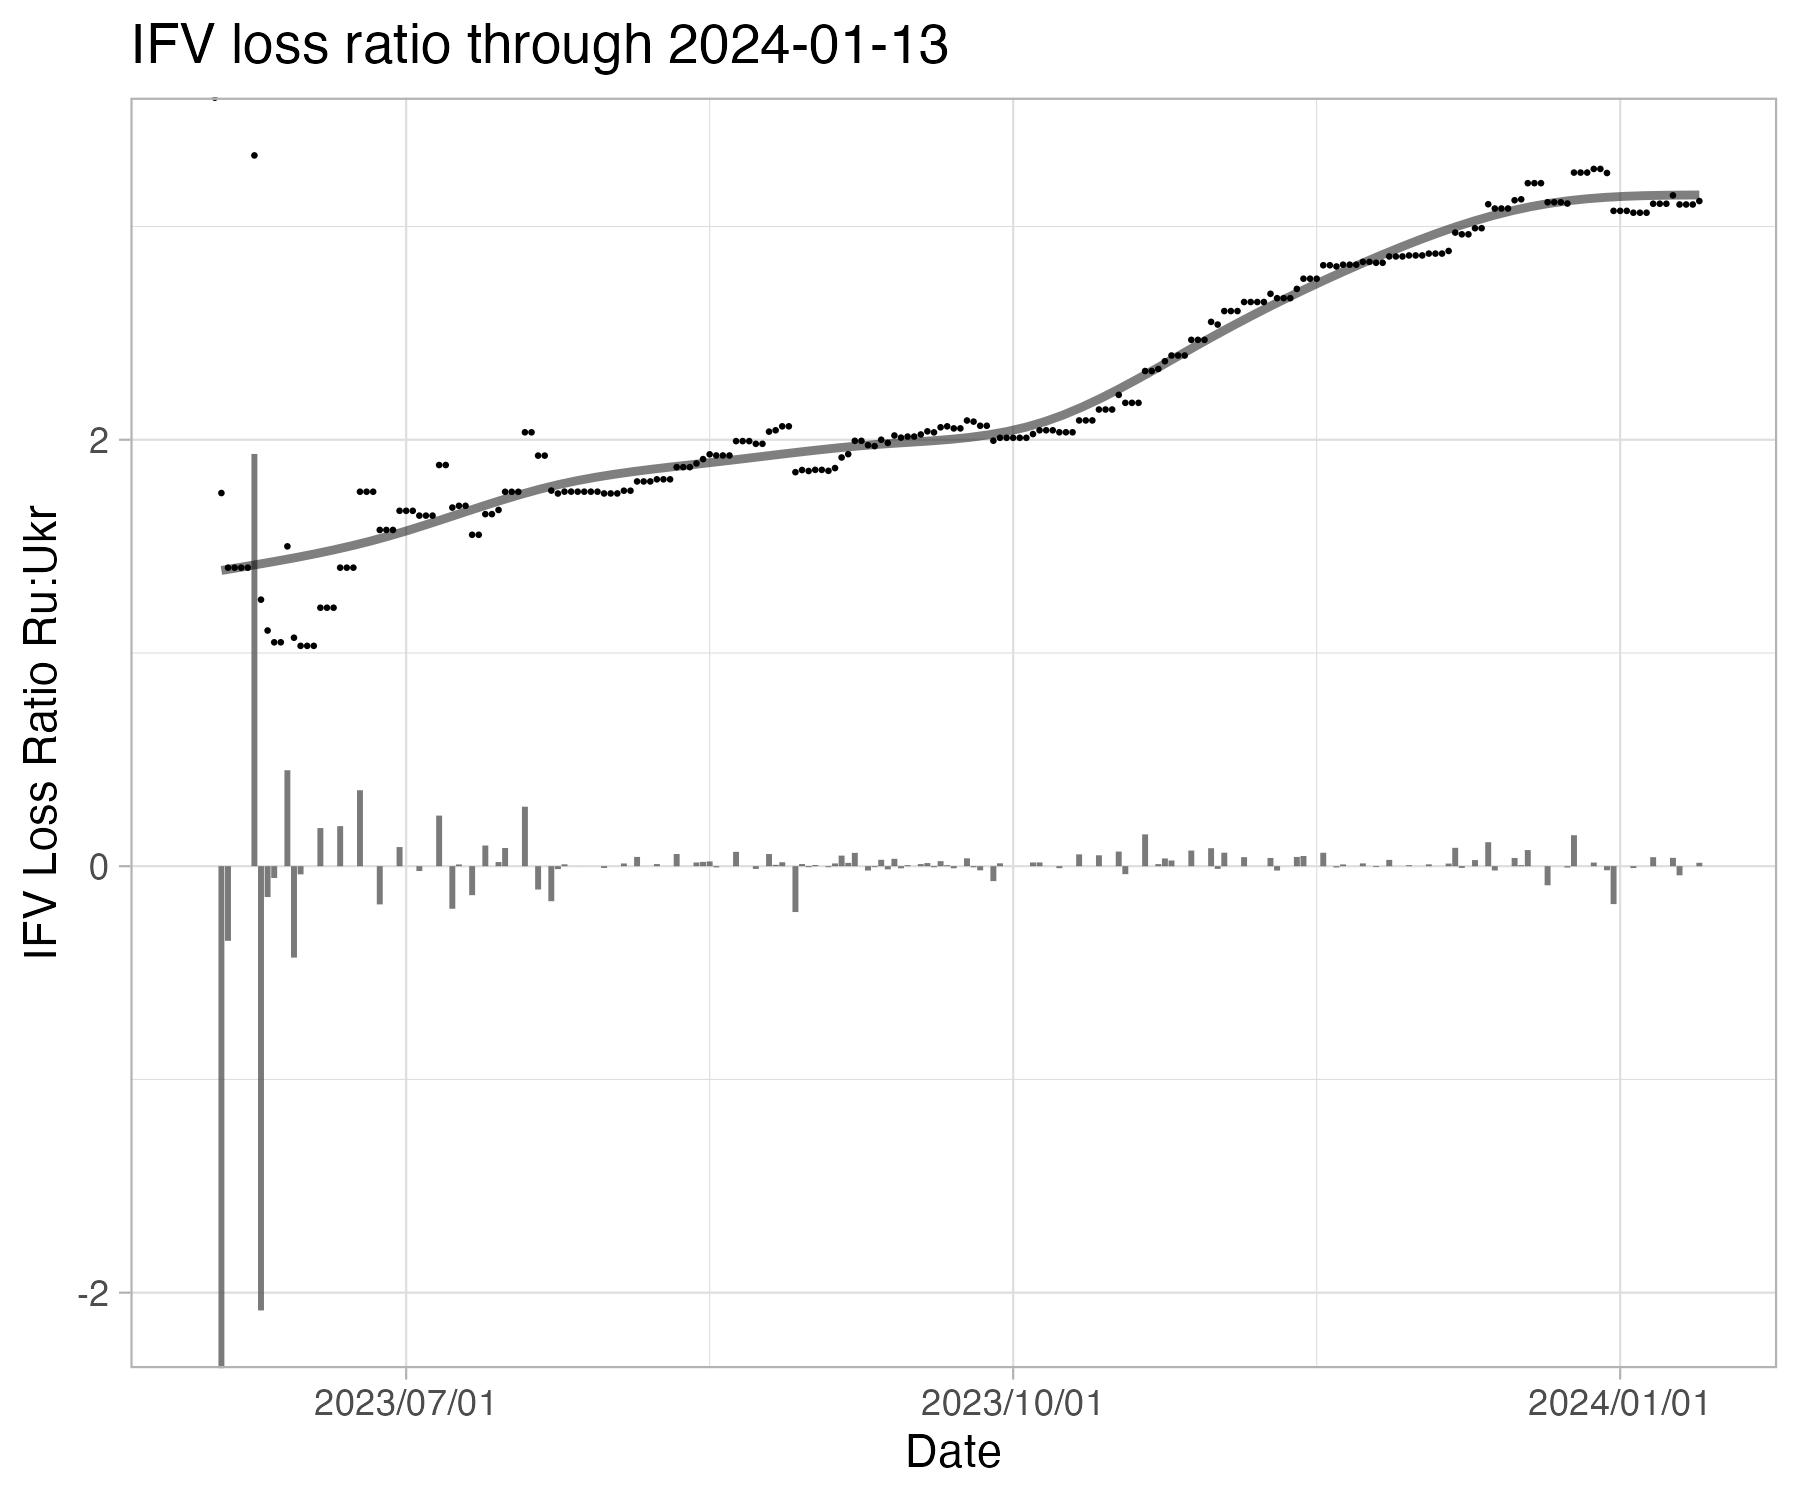 IFV loss ratio through 2024-01-13
IFV Loss Ratio Ru:Ukr
2
0
-2
2023/07/01
2023/10/01
2024/01/01
Date